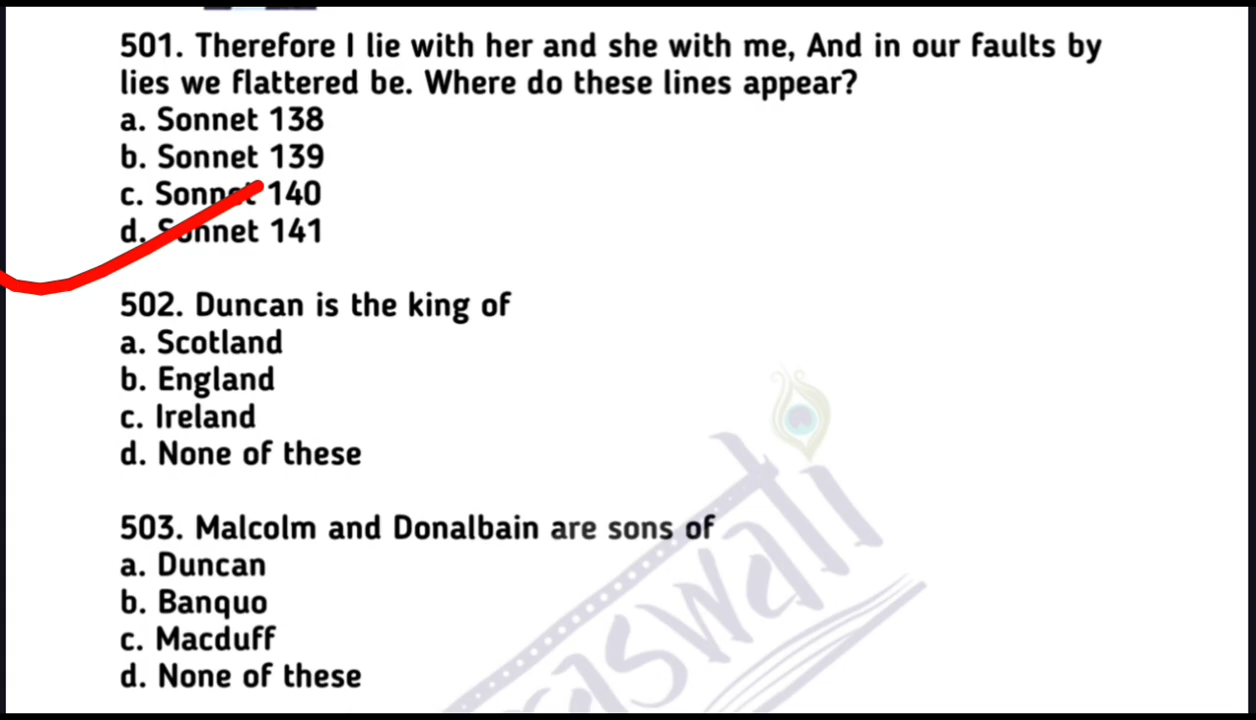 501. Therefore I lie with her and she with me, And in our faults by
lies we flattered be. Where do these lines appear?
a. Sonnet 138
b. Sonnet 139
c. Sonnet 140
d. Sonnet 141
502. Duncan is the king of
a. Scotland
b. England
c. Ireland
d. None of these
503. Malcolm and Donalbain are sons of
a. Duncan
b. Banquo
c. Macduff
d. None of these